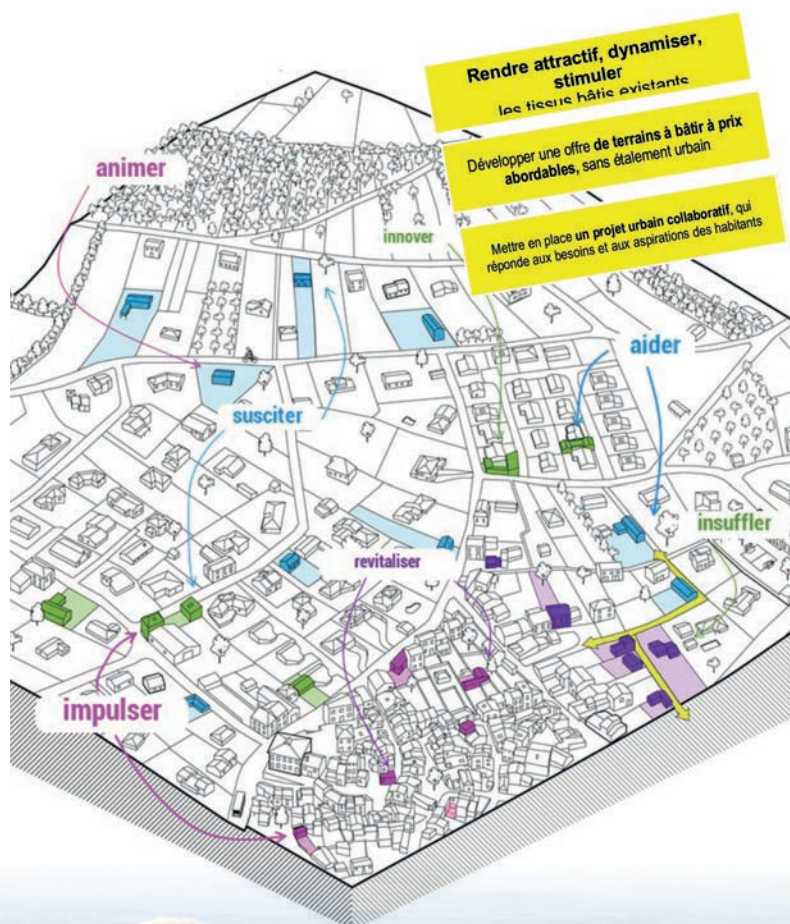 Rendre attractif, dynamiser,
stimuler
les tissus bâtis existants
Développer une offre de terrains à bâtir à prix
abordables, sans étalement urbain
Mettre en place un projet urbain collaboratif, qui
réponde aux besoins et aux aspirations des habitants
animer
innover
aider
susciter
insuffler
revitaliser
impulser